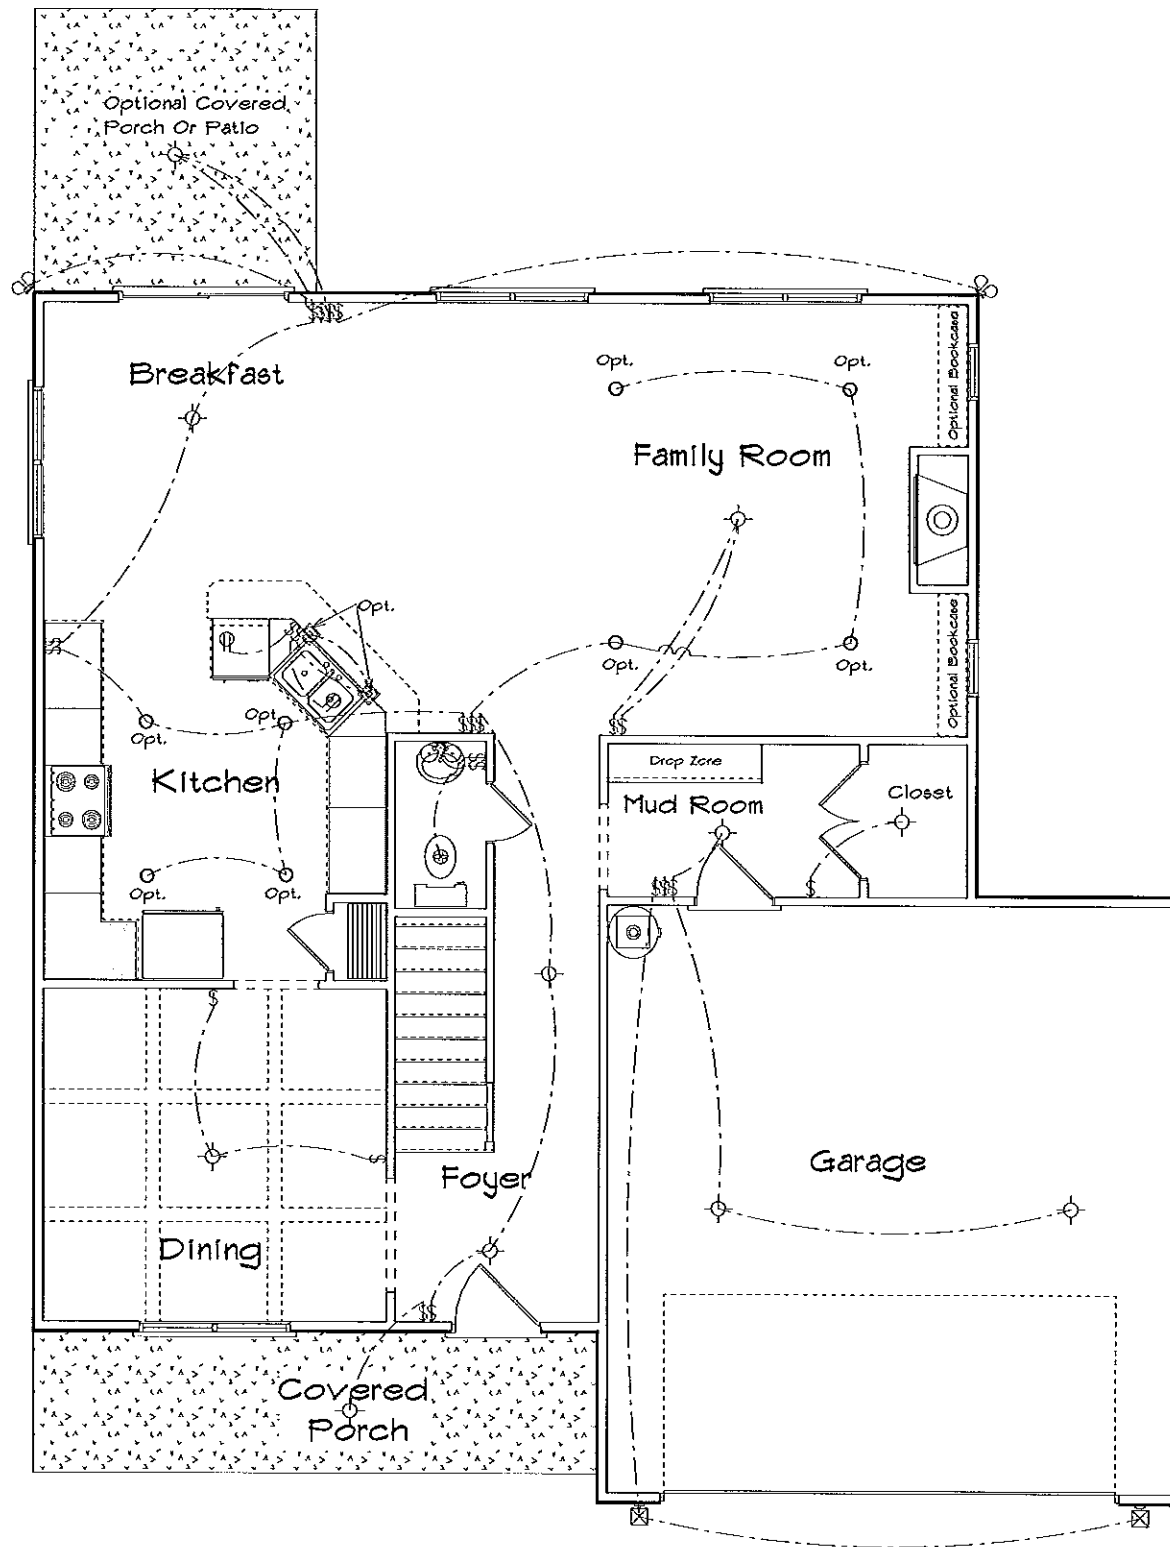 Optional Covered
Porch Or Patio
$$$$
Breakfast
Opt.
Opt.
Optional Bookcase
Family Room
Opt.
$$
Opt.
Opt.
Optional Bookcase
Opt.
Opt.
$$$
$$
Kitchen
$$
Drop Zone
Mud Room
Closet
Opt.
Opt.
$$$
$
$
$
Garage
Foyer
Dining
$$
Covered
Porch